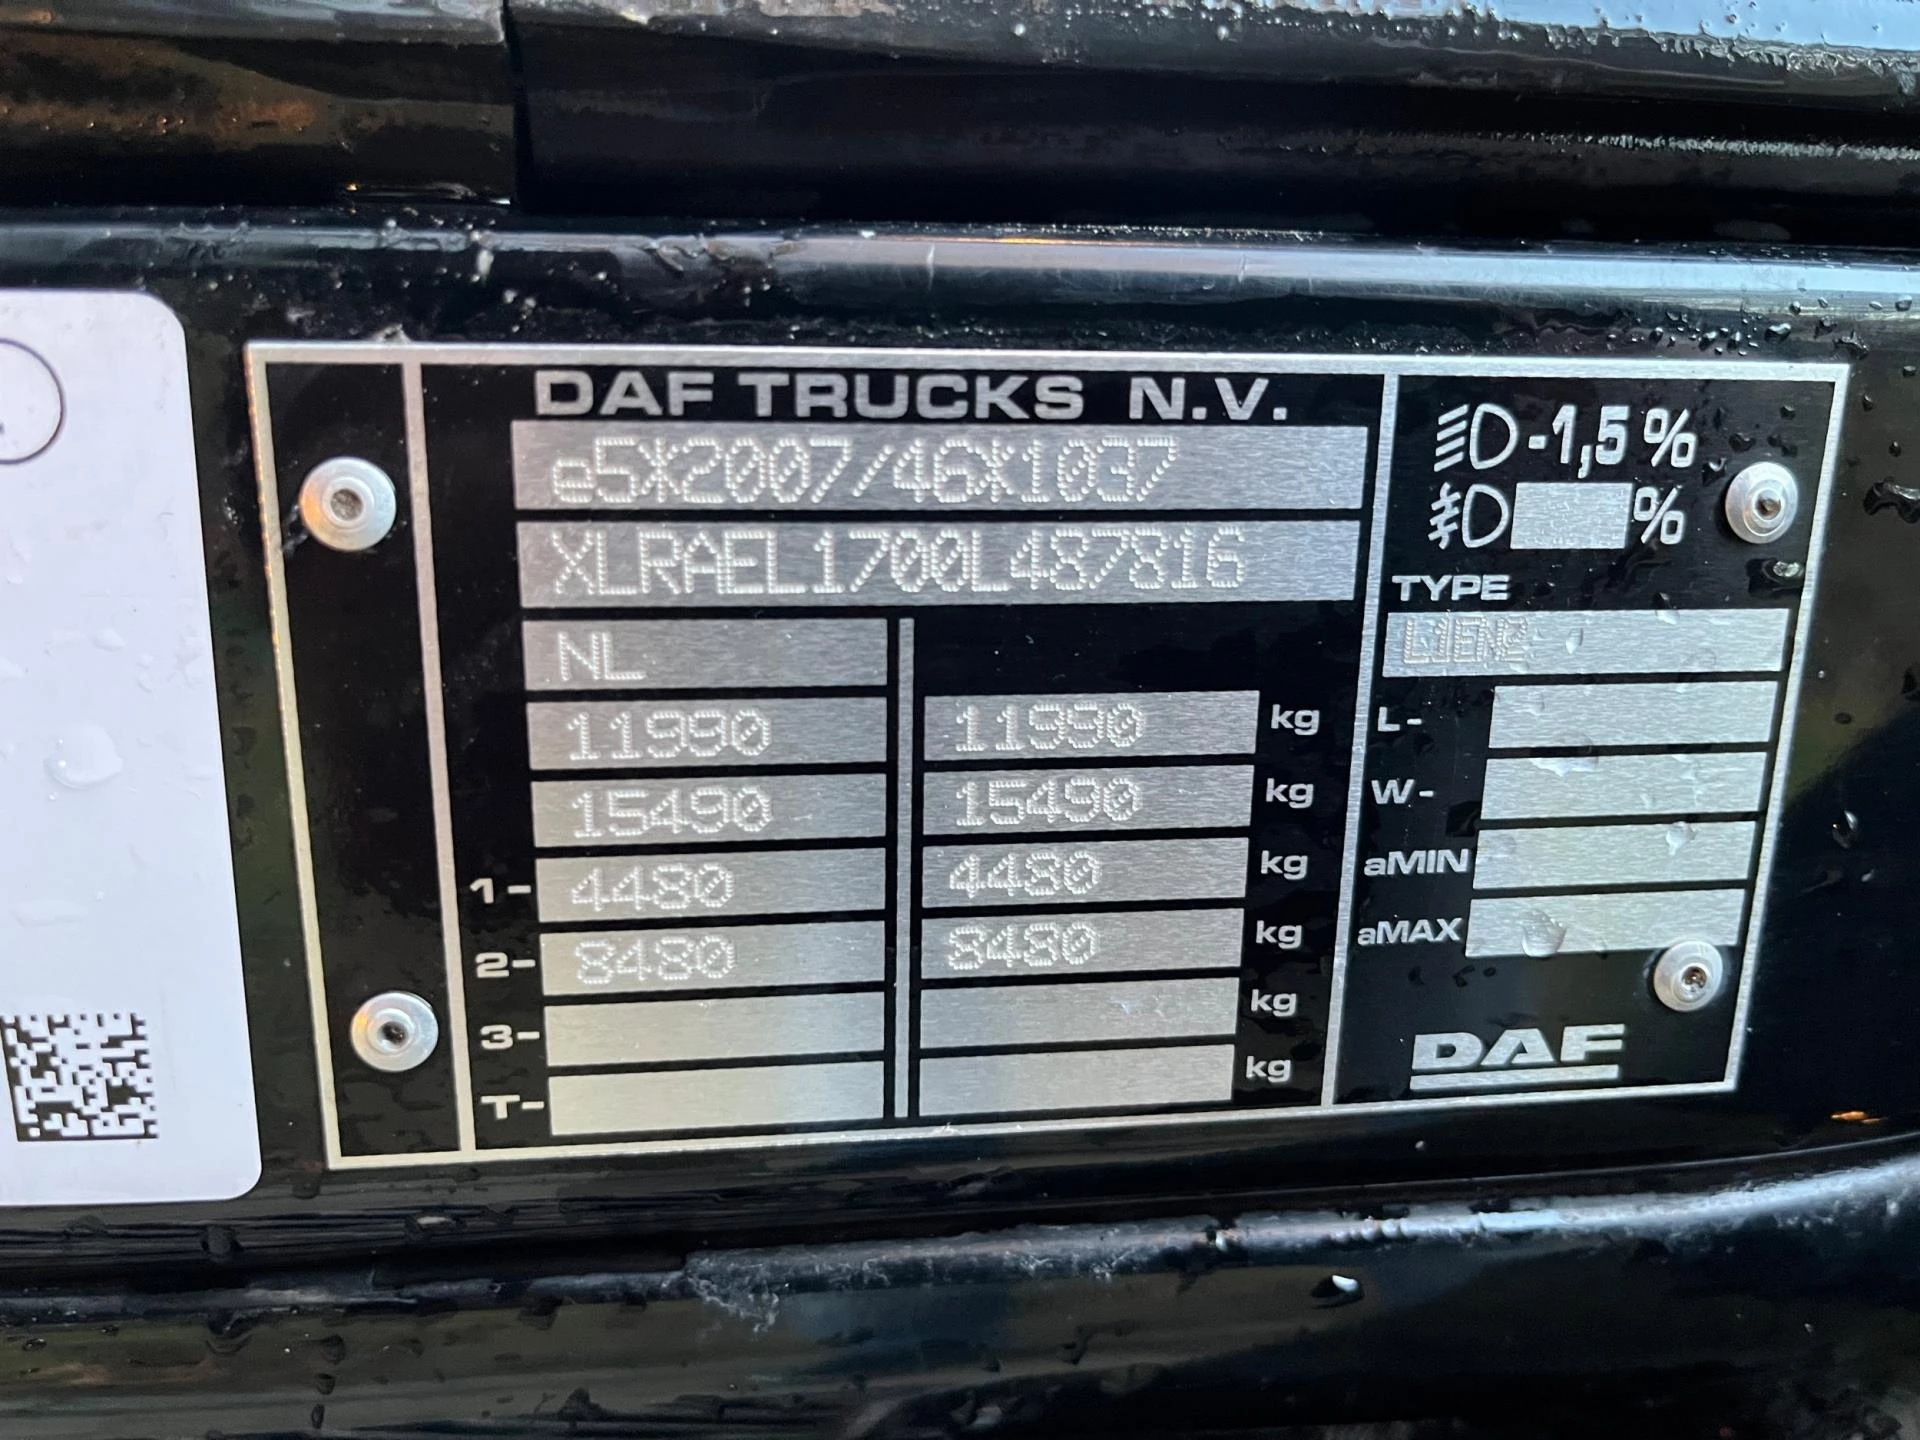 DAF TRUCKS N.V.
e5*2007/46*1037
XLRAEL1700L487816
NL
11990 11990 kg
15490 15490 kg
1- 4480 4480 kg
2- 8480 8480 kg
3- kg
T- kg
-1,5 %
%
TYPE
L1EN2
L-
W-
aMIN
aMAX
DAF